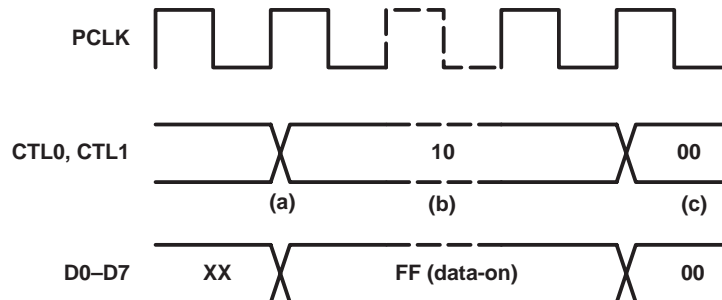 PCLK
CTL0, CTL1 10 00
(a) (b) (c)
D0–D7 XX FF (data-on) 00